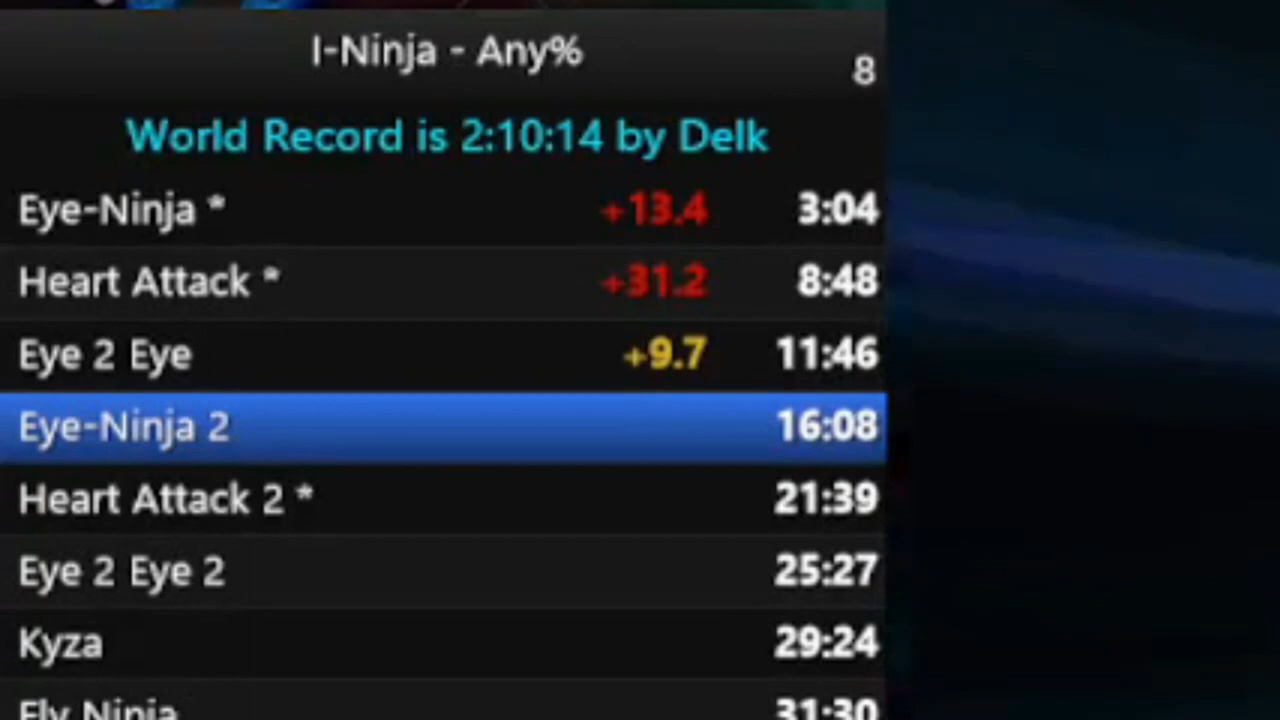 I-Ninja - Any%
8
World Record is 2:10:14 by Delk
Eye-Ninja * +13.4 3:04
Heart Attack * +31.2 8:48
Eye 2 Eye +9.7 11:46
Eye-Ninja 2 16:08
Heart Attack 2 * 21:39
Eye 2 Eye 2 25:27
Kyza 29:24
Fly Ninja 31:30